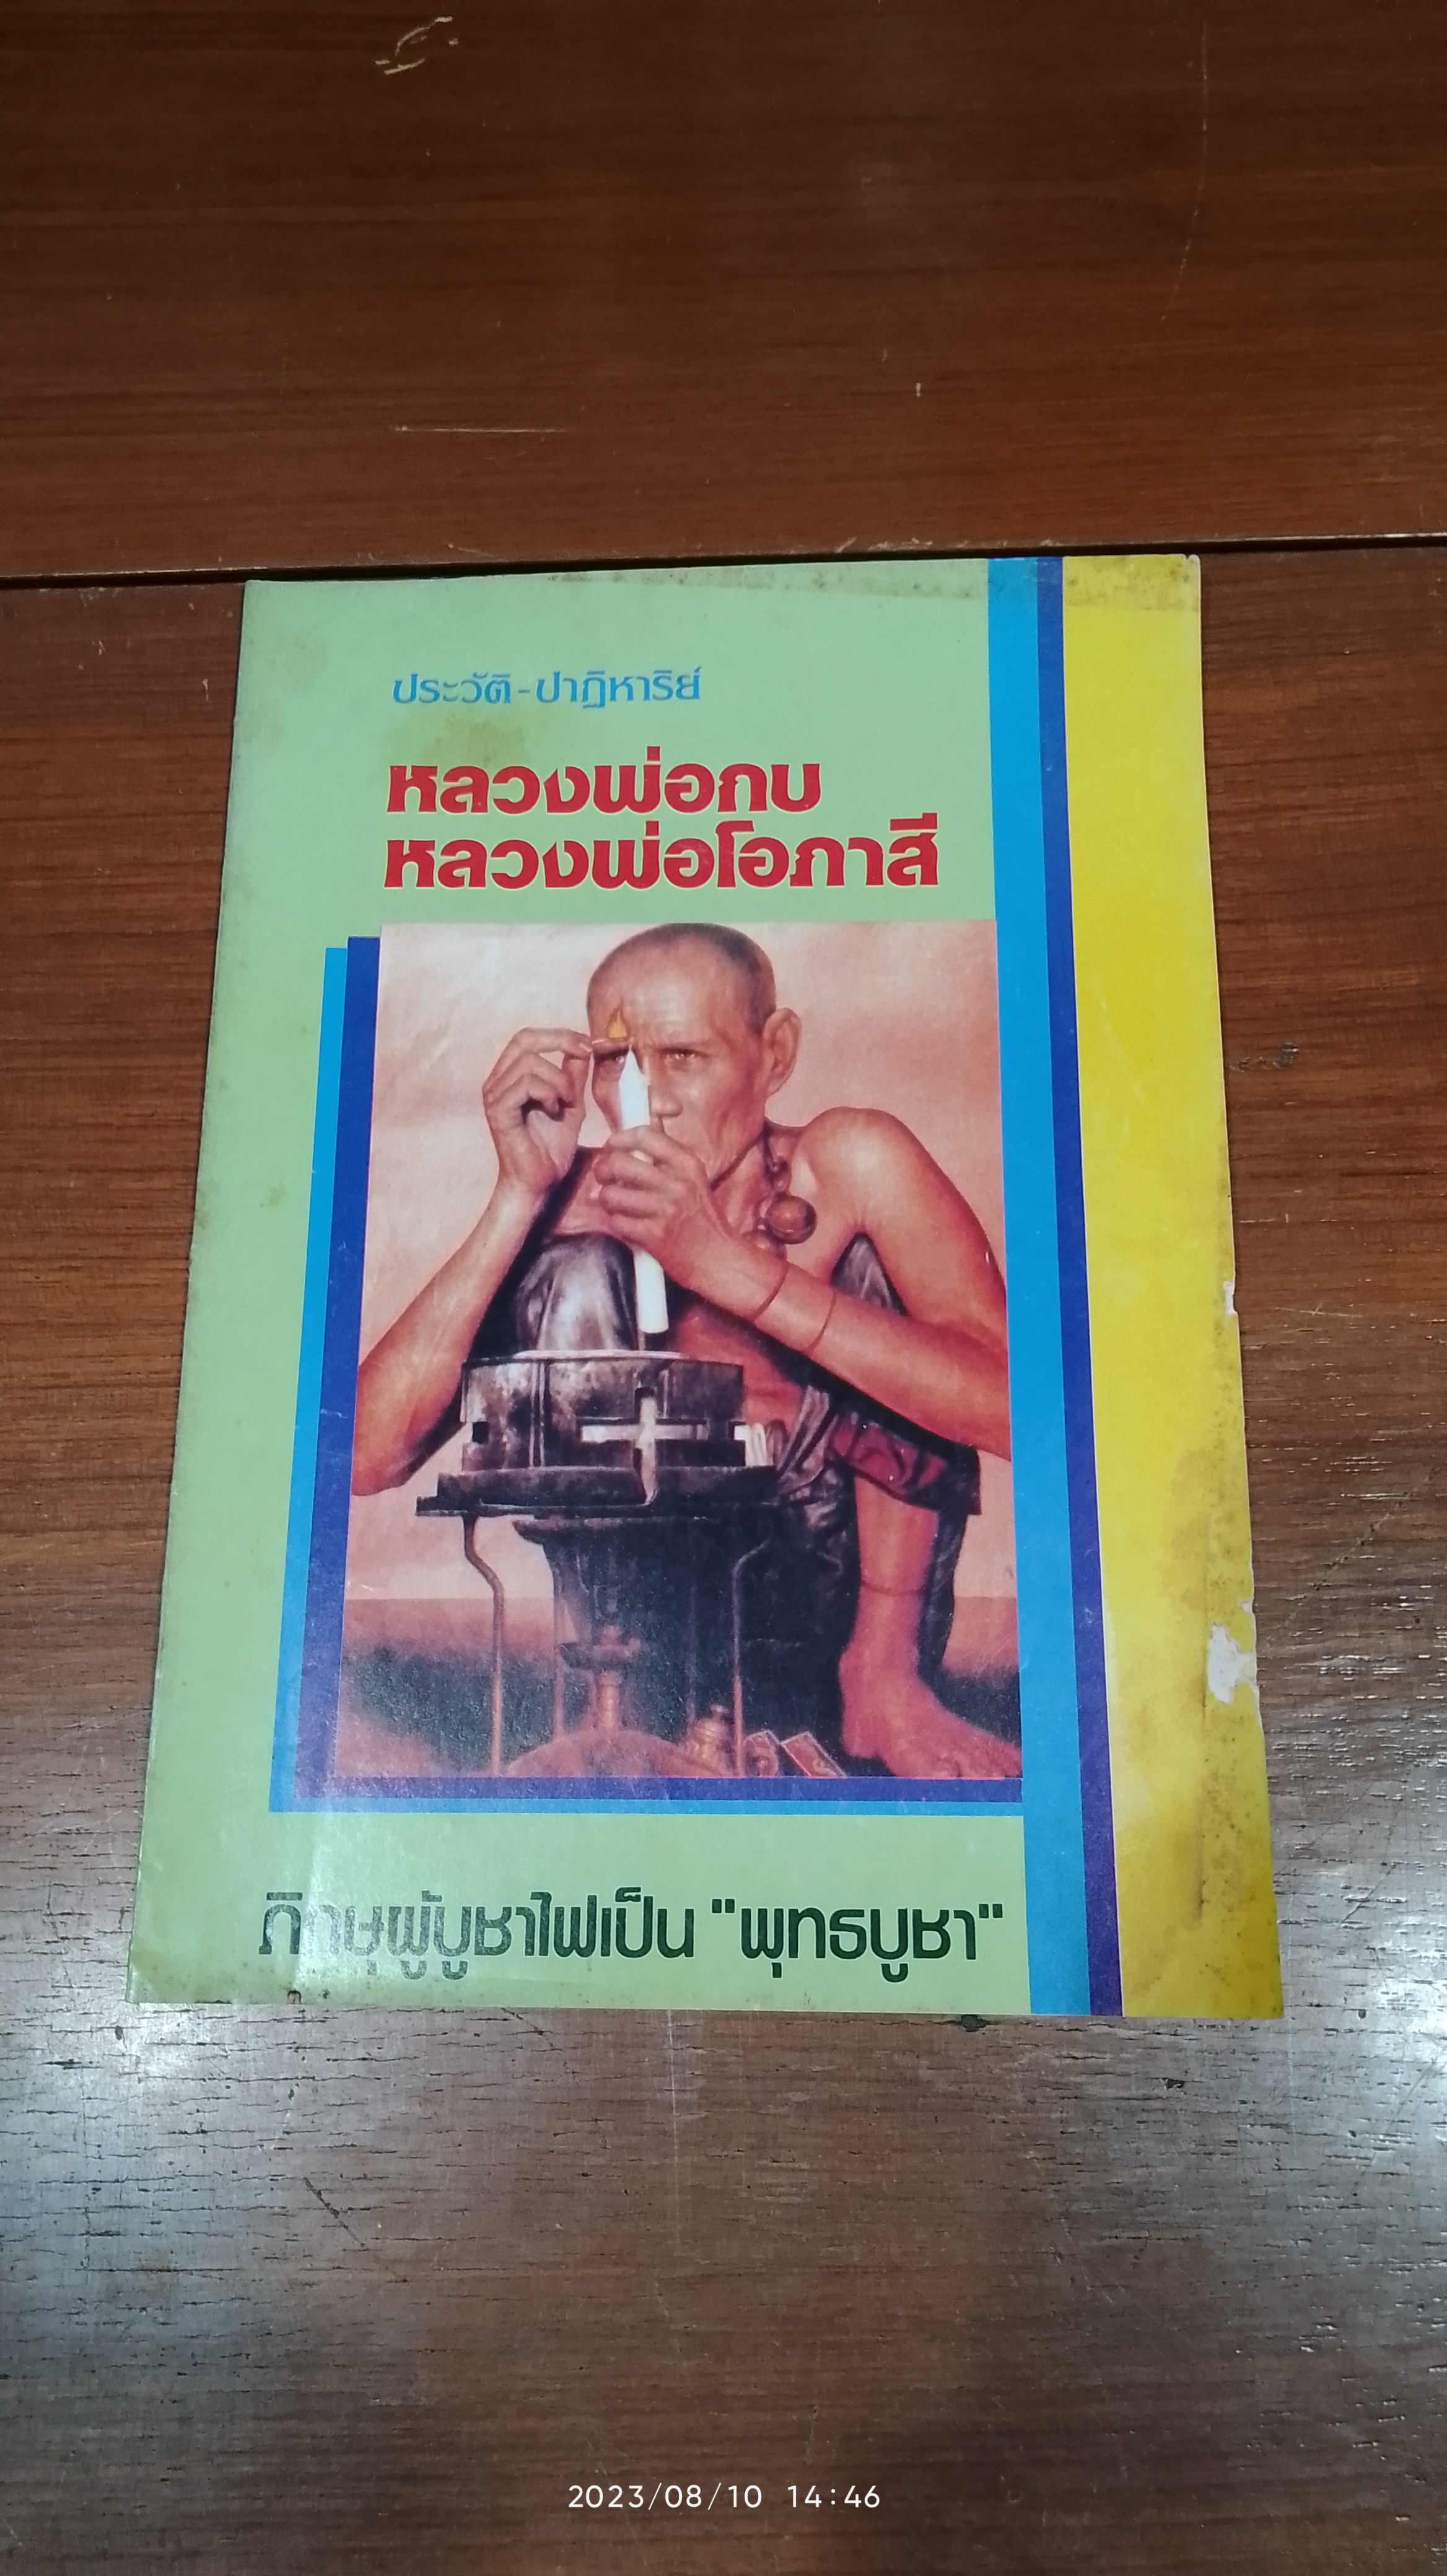 ประวัติ-ปาฏิหาริย์
หลวงพ่อกบ
หลวงพ่อโอภาสี
ภิกษุผู้บูชาไฟเป็น "พุทธบูชา"
2023/08/10 14:46